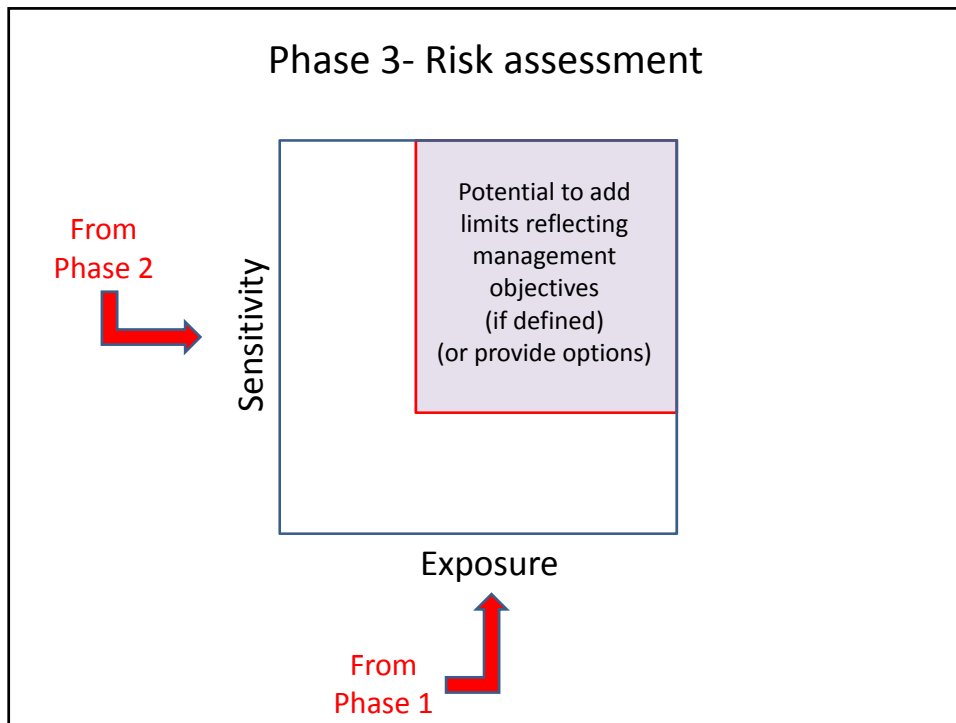 Phase 3- Risk assessment
Potential to add
limits reflecting
management
objectives
(if defined)
(or provide options)
From
Phase 2
Sensitivity
Exposure
From
Phase 1